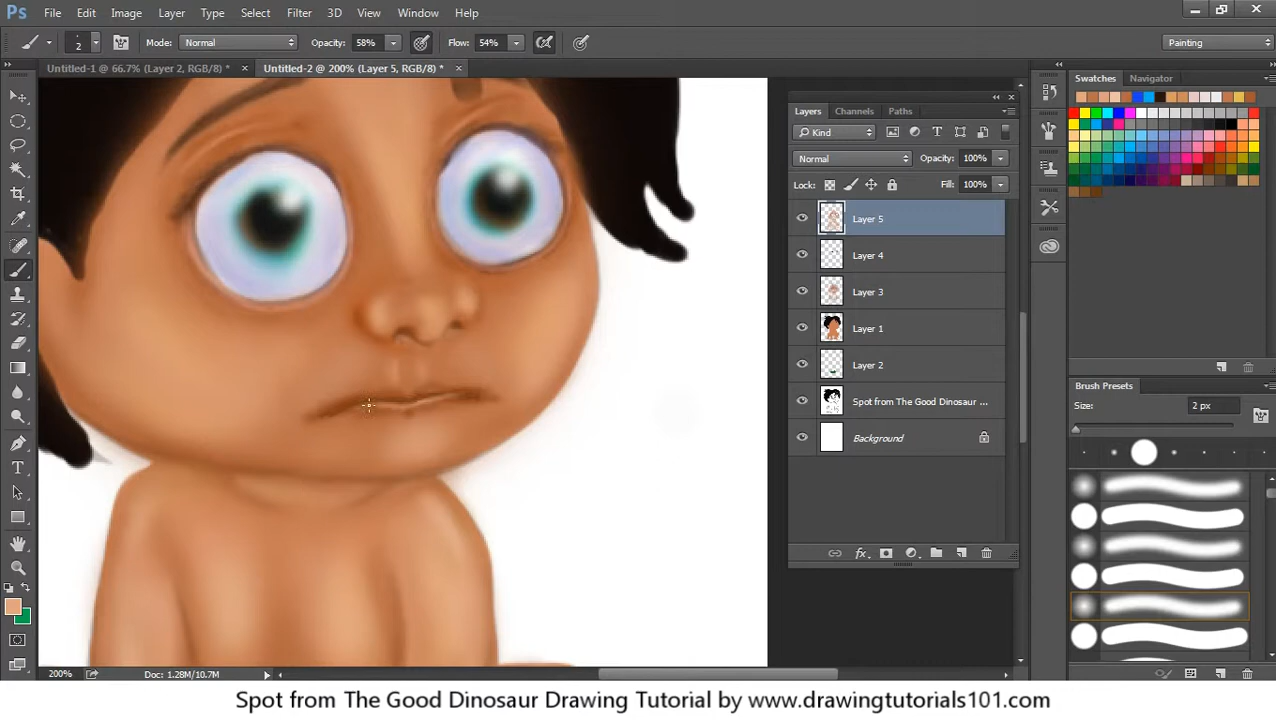 Ps File Edit Image Layer Type Select Filter 3D View Window Help
2 Mode: Normal Opacity: 58% Flow: 54% Painting
Untitled-1 @ 66.7% (Layer 2, RGB/8) * × Untitled-2 @ 200% (Layer 5, RGB/8) * ×
Layers Channels Paths
Kind
Normal Opacity: 100%
Lock: Fill: 100%
Layer 5
Layer 4
Layer 3
Layer 1
Layer 2
Spot from The Good Dinosaur ...
Background
Swatches Navigator
Brush Presets
Size: 2 px
200% Doc: 1.28M/10.7M
Spot from The Good Dinosaur Drawing Tutorial by www.drawingtutorials101.com